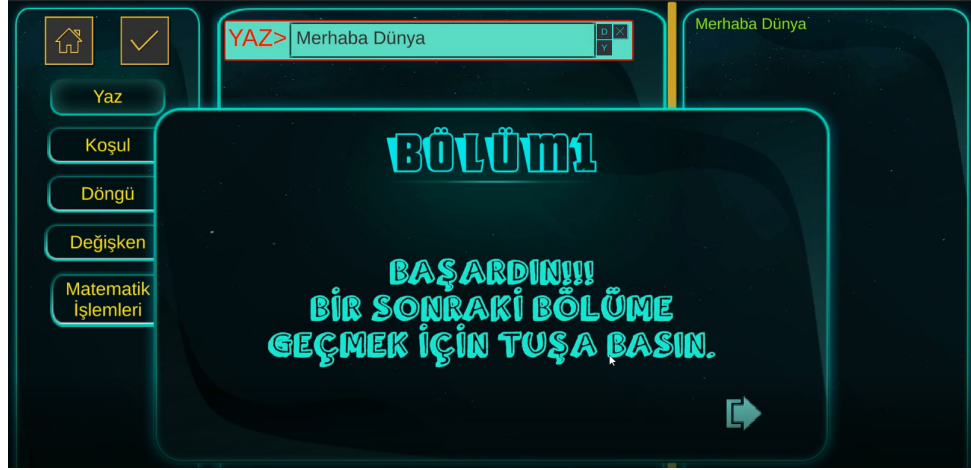 YAZ> Merhaba Dünya
D
Y
Merhaba Dünya
Yaz
Koşul
Döngü
Değişken
Matematik
İşlemleri
BÖLÜM1
BAŞARDIN!!!
BİR SONRAKİ BÖLÜME
GEÇMEK İÇİN TUŞA BASIN.